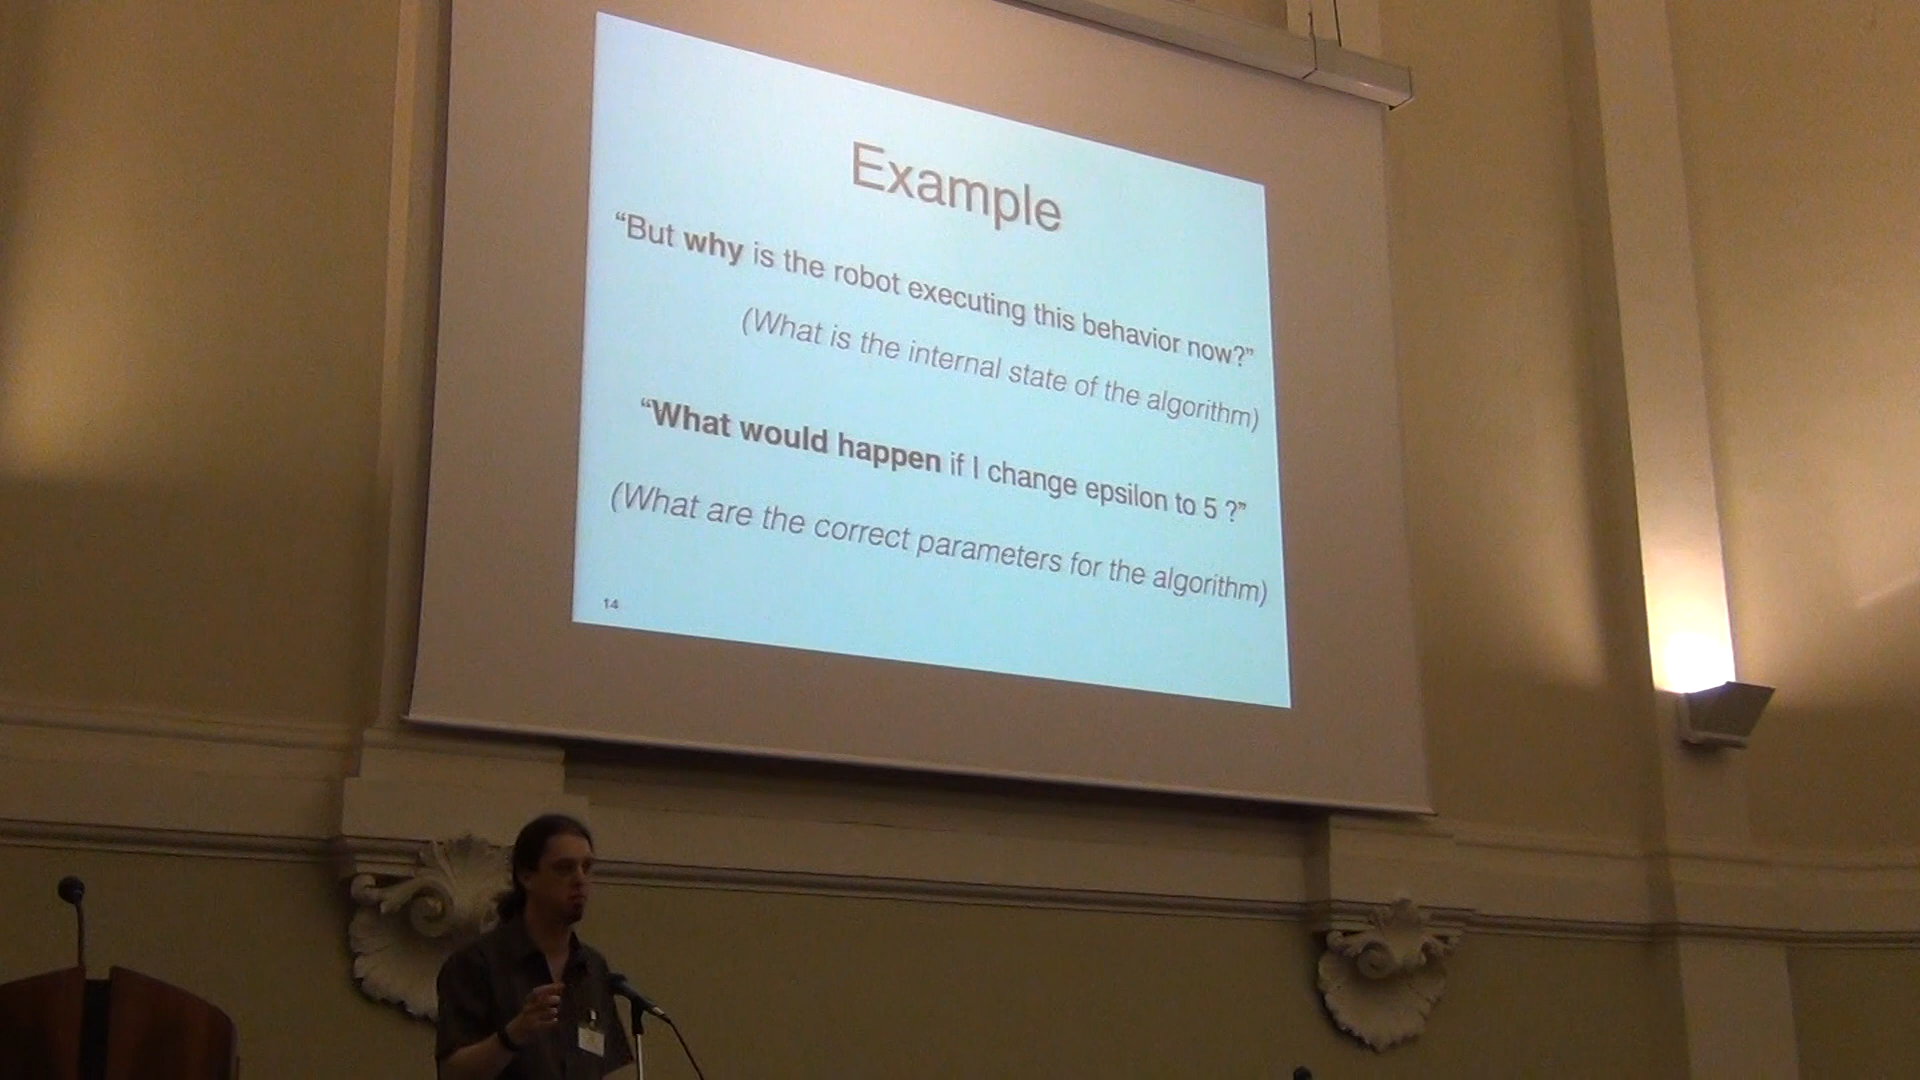 Example
“But why is the robot executing this behavior now?”
(What is the internal state of the algorithm)
“What would happen if I change epsilon to 5 ?”
(What are the correct parameters for the algorithm)
14